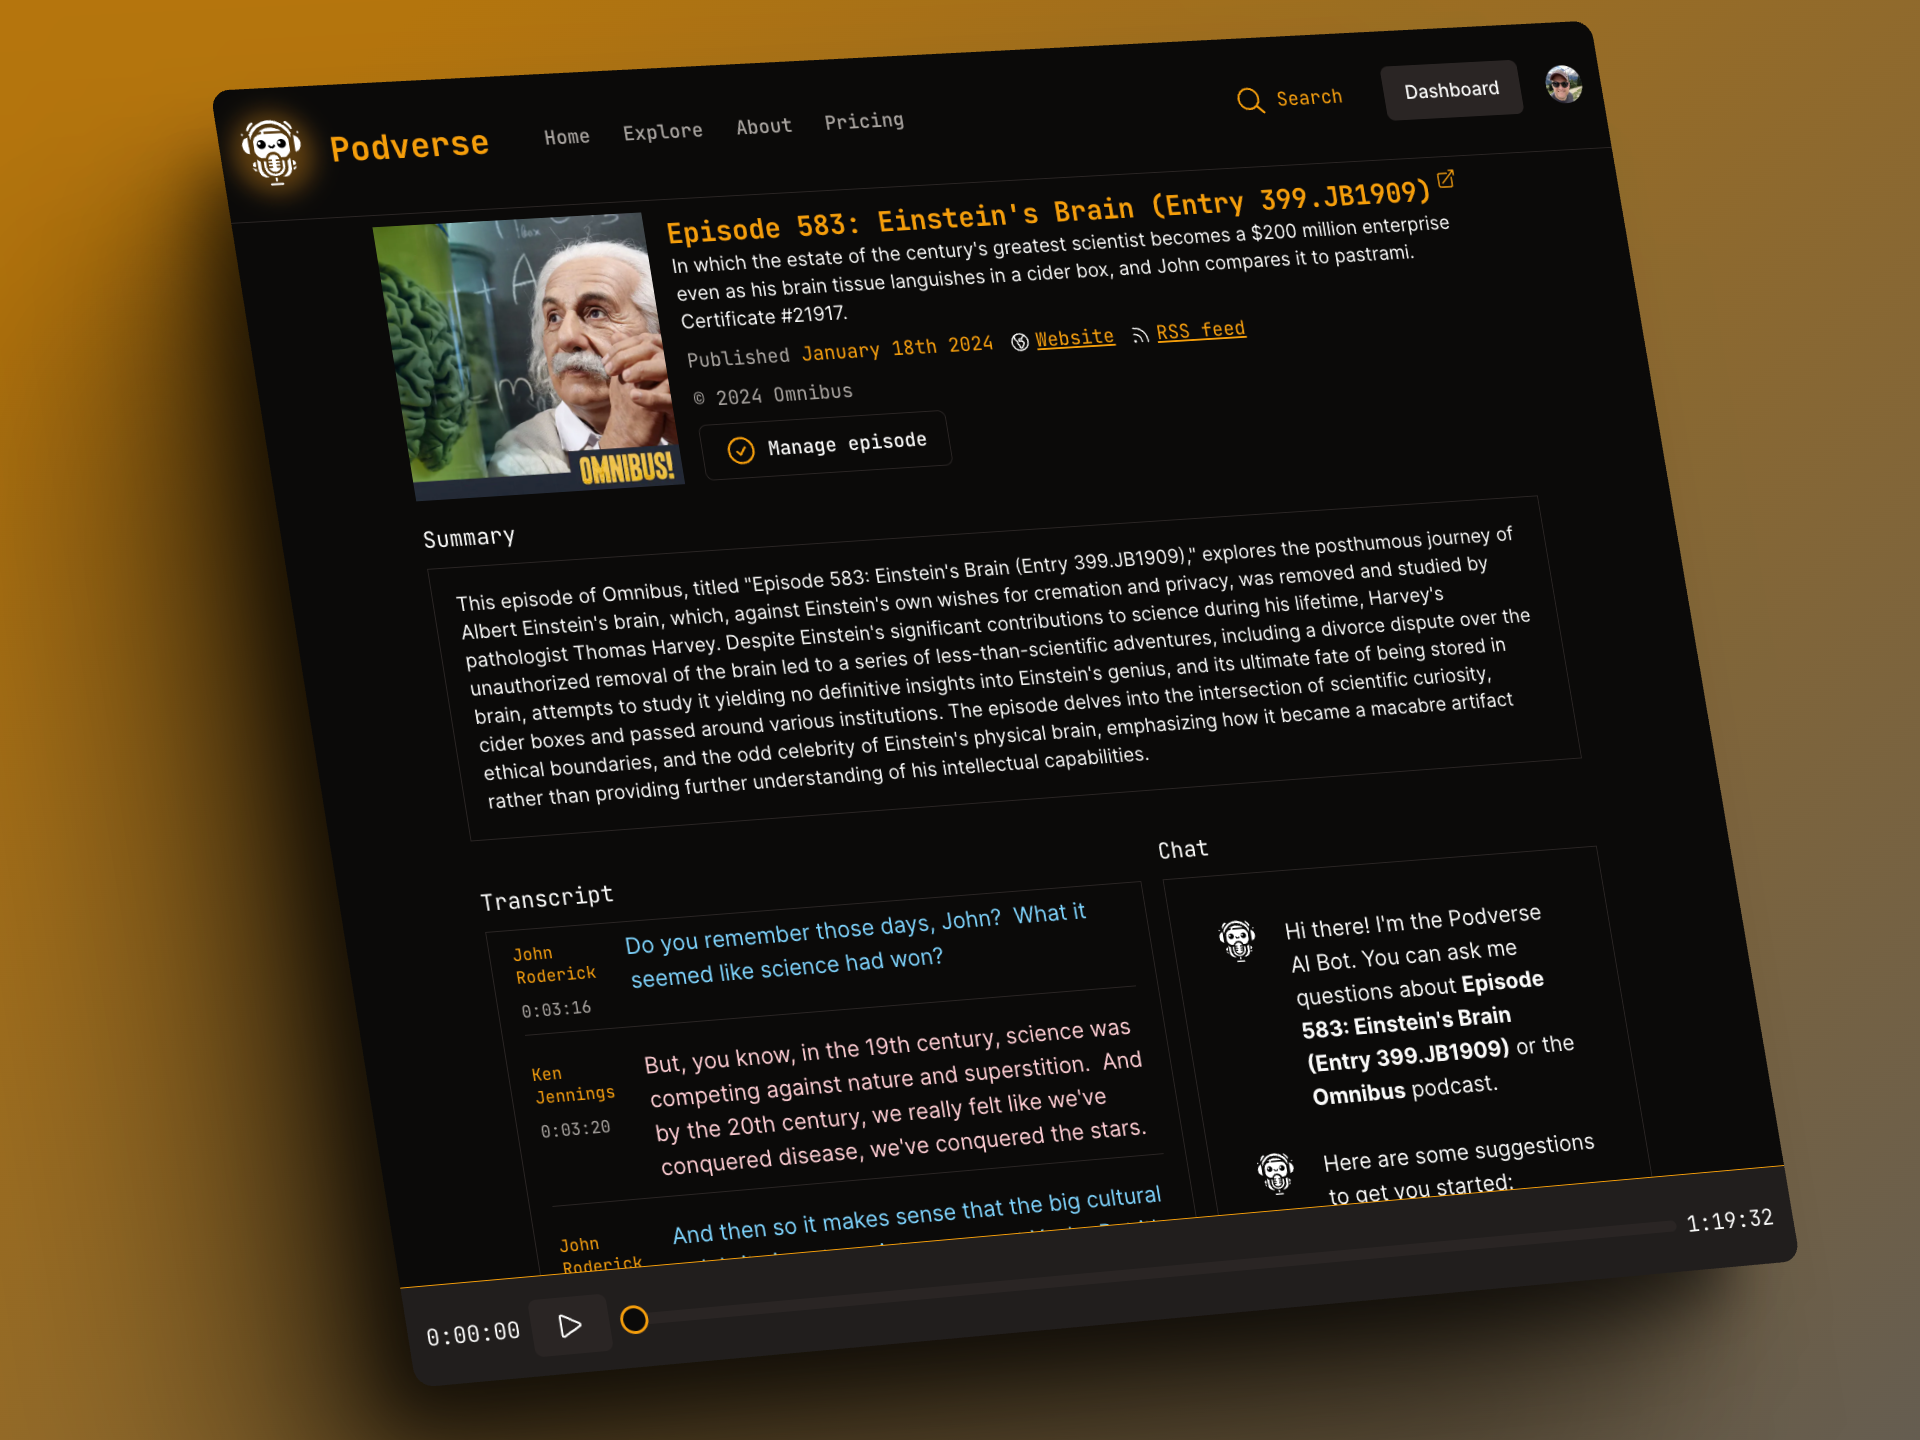 Podverse
Home
Explore
About
Pricing
Search
Dashboard
OMNIBUS!
Episode 583: Einstein's Brain (Entry 399.JB1909)
In which the estate of the century's greatest scientist becomes a $200 million enterprise
even as his brain tissue languishes in a cider box, and John compares it to pastrami.
Certificate #21917.
Published January 18th 2024 Website RSS feed
© 2024 Omnibus
Manage episode
Summary
This episode of Omnibus, titled "Episode 583: Einstein's Brain (Entry 399.JB1909)," explores the posthumous journey of
Albert Einstein's brain, which, against Einstein's own wishes for cremation and privacy, was removed and studied by
pathologist Thomas Harvey. Despite Einstein's significant contributions to science during his lifetime, Harvey's
unauthorized removal of the brain led to a series of less-than-scientific adventures, including a divorce dispute over the
brain, attempts to study it yielding no definitive insights into Einstein's genius, and its ultimate fate of being stored in
cider boxes and passed around various institutions. The episode delves into the intersection of scientific curiosity,
ethical boundaries, and the odd celebrity of Einstein's physical brain, emphasizing how it became a macabre artifact
rather than providing further understanding of his intellectual capabilities.
Transcript
John
Roderick
0:03:16
Do you remember those days, John?  What it
seemed like science had won?
Ken
Jennings
0:03:20
But, you know, in the 19th century, science was
competing against nature and superstition.  And
by the 20th century, we really felt like we've
conquered disease, we've conquered the stars.
John
Roderick
And then so it makes sense that the big cultural
Chat
Hi there! I'm the Podverse
AI Bot. You can ask me
questions about Episode
583: Einstein's Brain
(Entry 399.JB1909) or the
Omnibus podcast.
Here are some suggestions
to get you started:
0:00:00
1:19:32